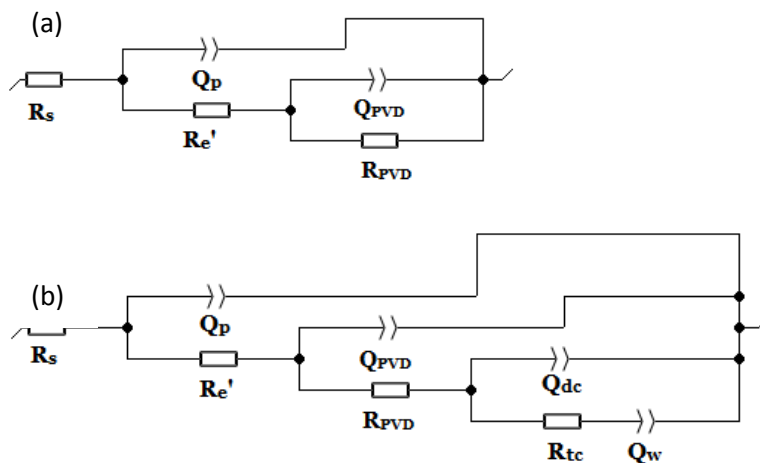 (a)
Qp
Rs
QPVD
Re'
RPVD
(b)
Qp
Rs
QPVD
Re'
Qdc
RPVD
Rtc Qw